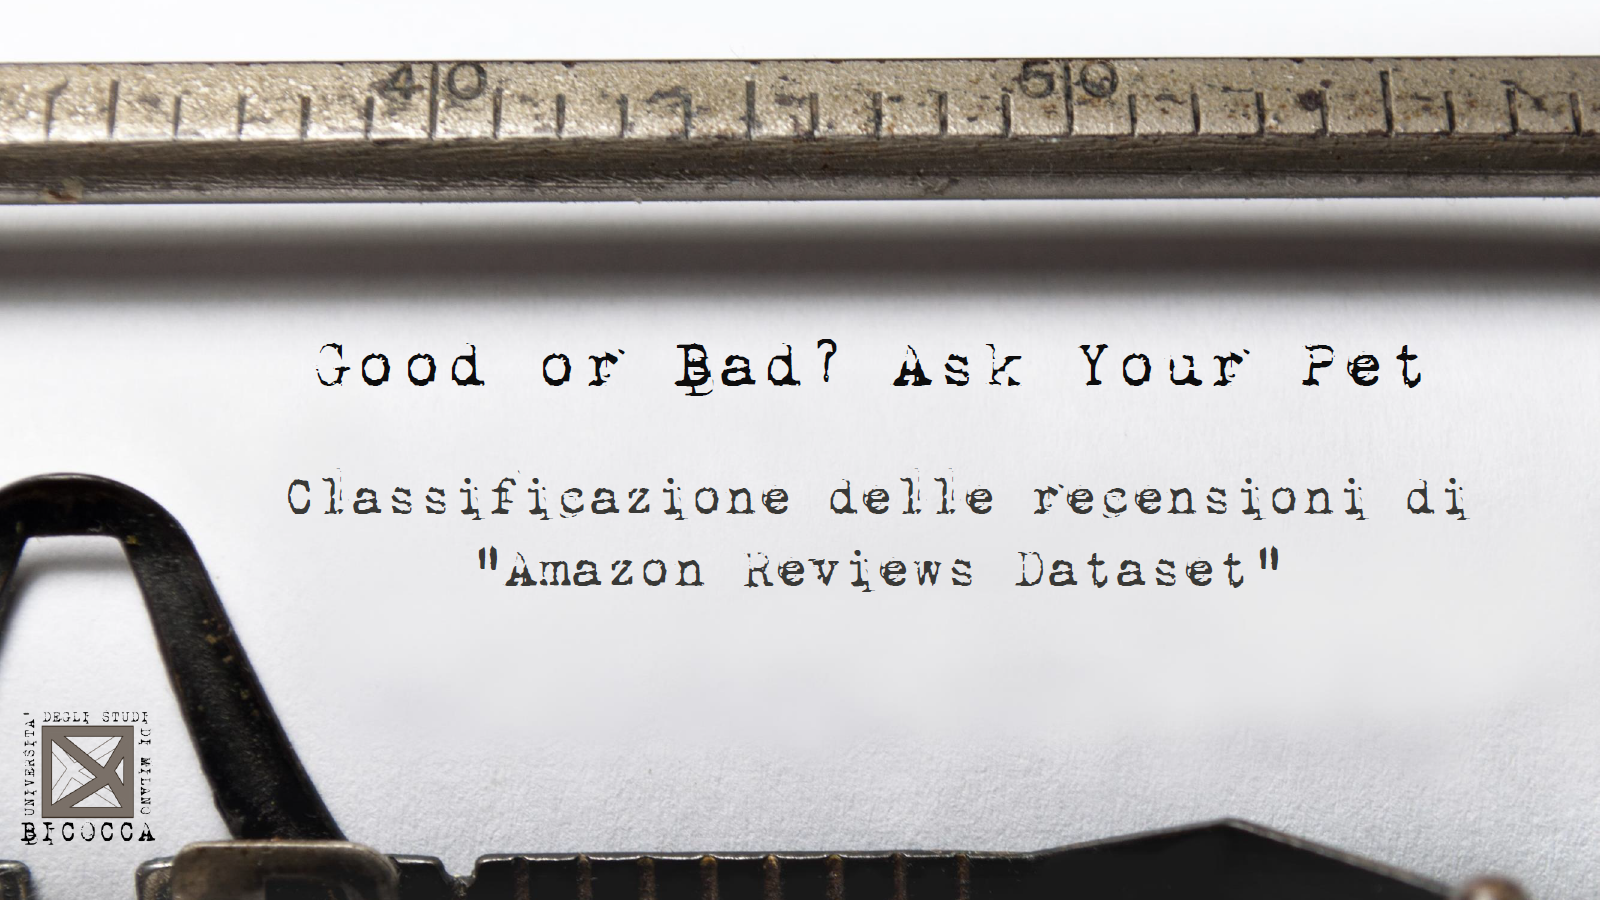 40 50
Good or Bad? Ask Your Pet
Classificazione delle recensioni di
"Amazon Reviews Dataset"
UNIVERSITA' DEGLI STUDI DI MILANO
BICOCCA